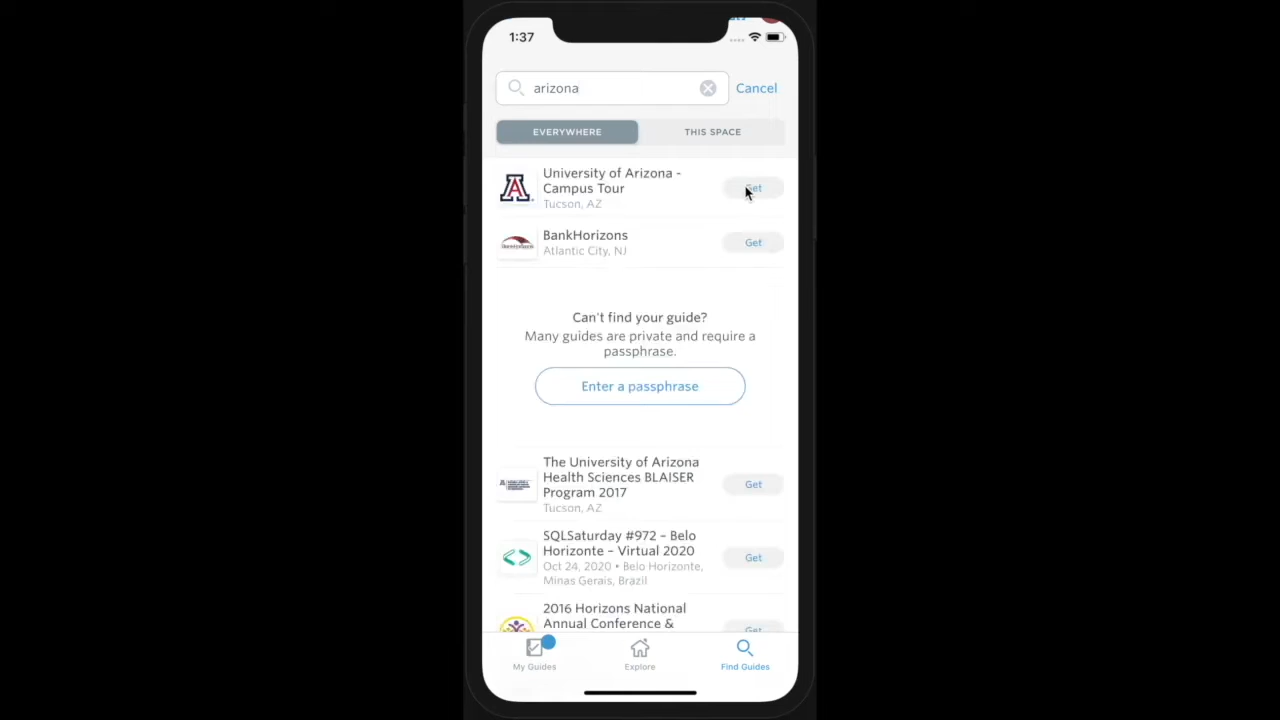 1:37
arizona
Cancel
EVERYWHERE
THIS SPACE
University of Arizona -
Campus Tour
Tucson, AZ
Get
BankHorizons
Atlantic City, NJ
Get
Can't find your guide?
Many guides are private and require a
passphrase.
Enter a passphrase
The University of Arizona
Health Sciences BLAISER
Program 2017
Tucson, AZ
Get
SQLSaturday #972 – Belo
Horizonte – Virtual 2020
Oct 24, 2020 • Belo Horizonte,
Minas Gerais, Brazil
Get
2016 Horizons National
Annual Conference &
Get
My Guides
Explore
Find Guides